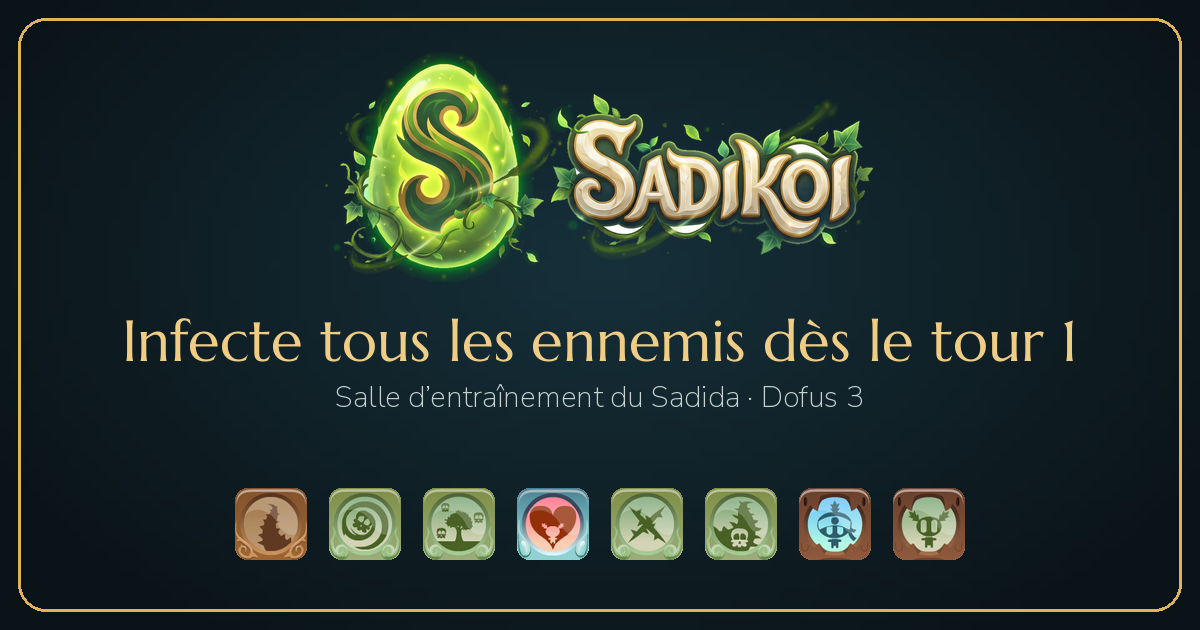 S
SADIKOI
Infecte tous les ennemis dès le tour 1
Salle d’entraînement du Sadida · Dofus 3